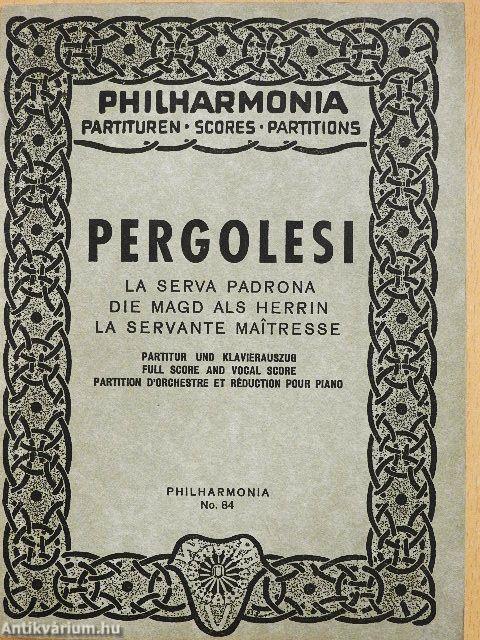 PHILHARMONIA
PARTITUREN · SCORES · PARTITIONS
PERGOLESI
LA SERVA PADRONA
DIE MAGD ALS HERRIN
LA SERVANTE MAÎTRESSE
PARTITUR UND KLAVIERAUSZUG
FULL SCORE AND VOCAL SCORE
PARTITION D'ORCHESTRE ET RÉDUCTION POUR PIANO
PHILHARMONIA
No. 84
Antikvárium.hu